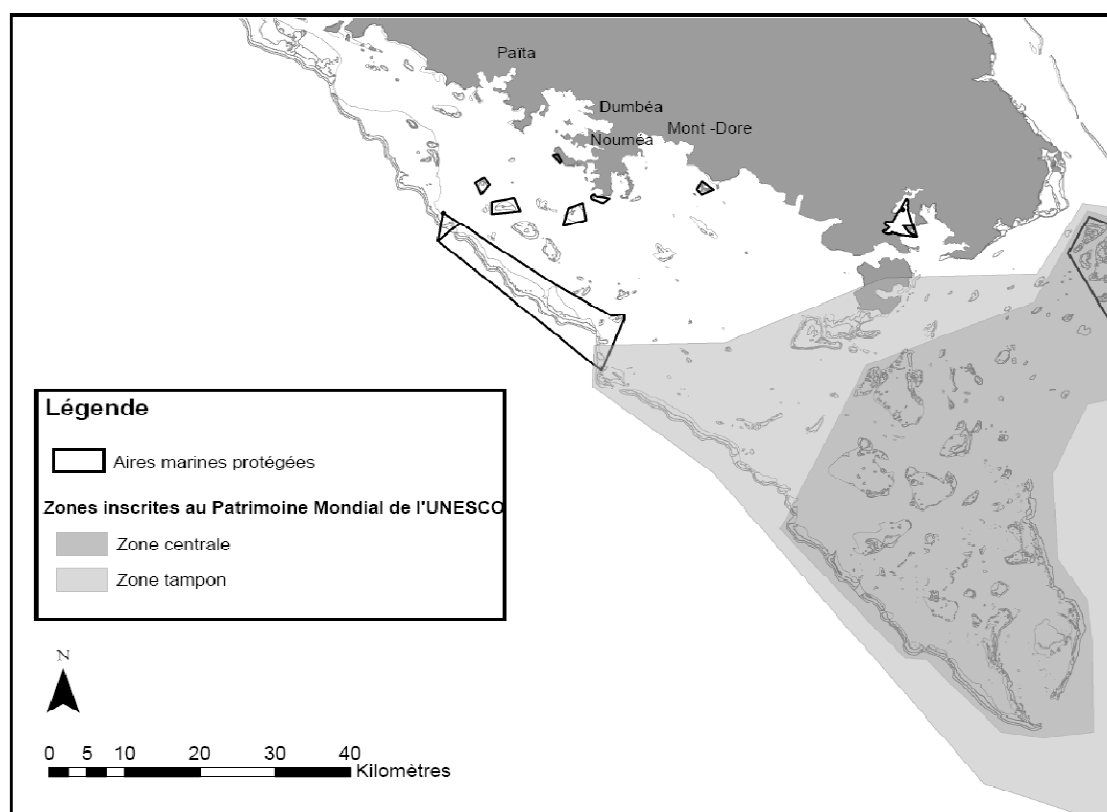 Païta
Dumbéa
Nouméa
Mont -Dore
Légende
Aires marines protégées
Zones inscrites au Patrimoine Mondial de l'UNESCO
Zone centrale
Zone tampon
N
0 5 10 20 30 40
Kilomètres